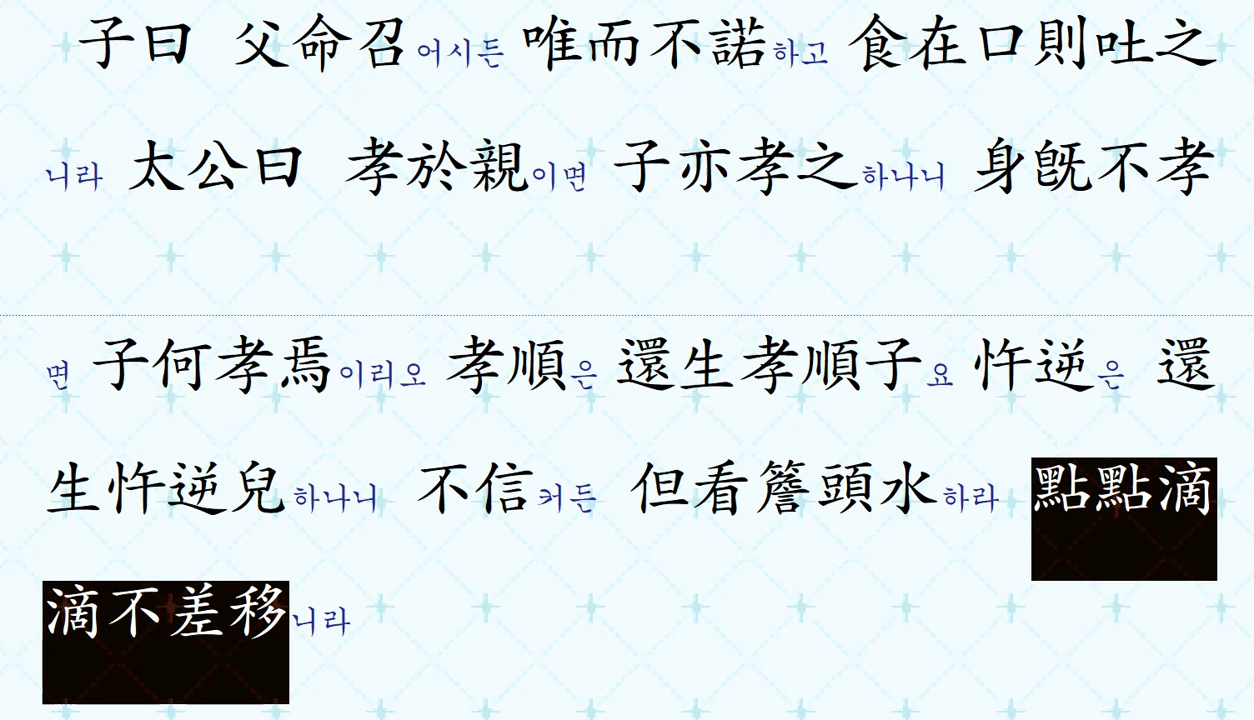 子曰 父命召어시든 唯而不諾하고 食在口則吐之
니라 太公曰 孝於親이면 子亦孝之하나니 身旣不孝
면 子何孝焉이리오 孝順은 還生孝順子요 忤逆은 還
生忤逆兒하나니 不信커든 但看簷頭水하라 點點滴
滴不差移니라